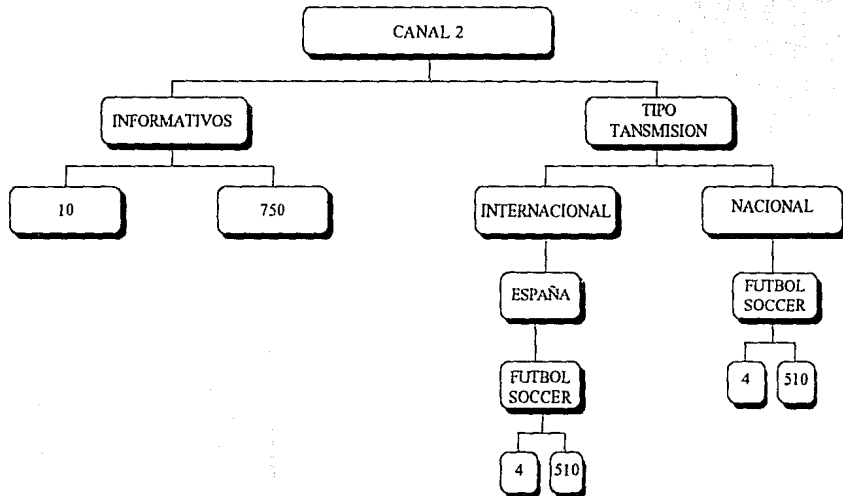 CANAL 2
INFORMATIVOS
TIPO
TANSMISION
10
750
INTERNACIONAL
NACIONAL
ESPAÑA
FUTBOL
SOCCER
FUTBOL
SOCCER
4
510
4
510